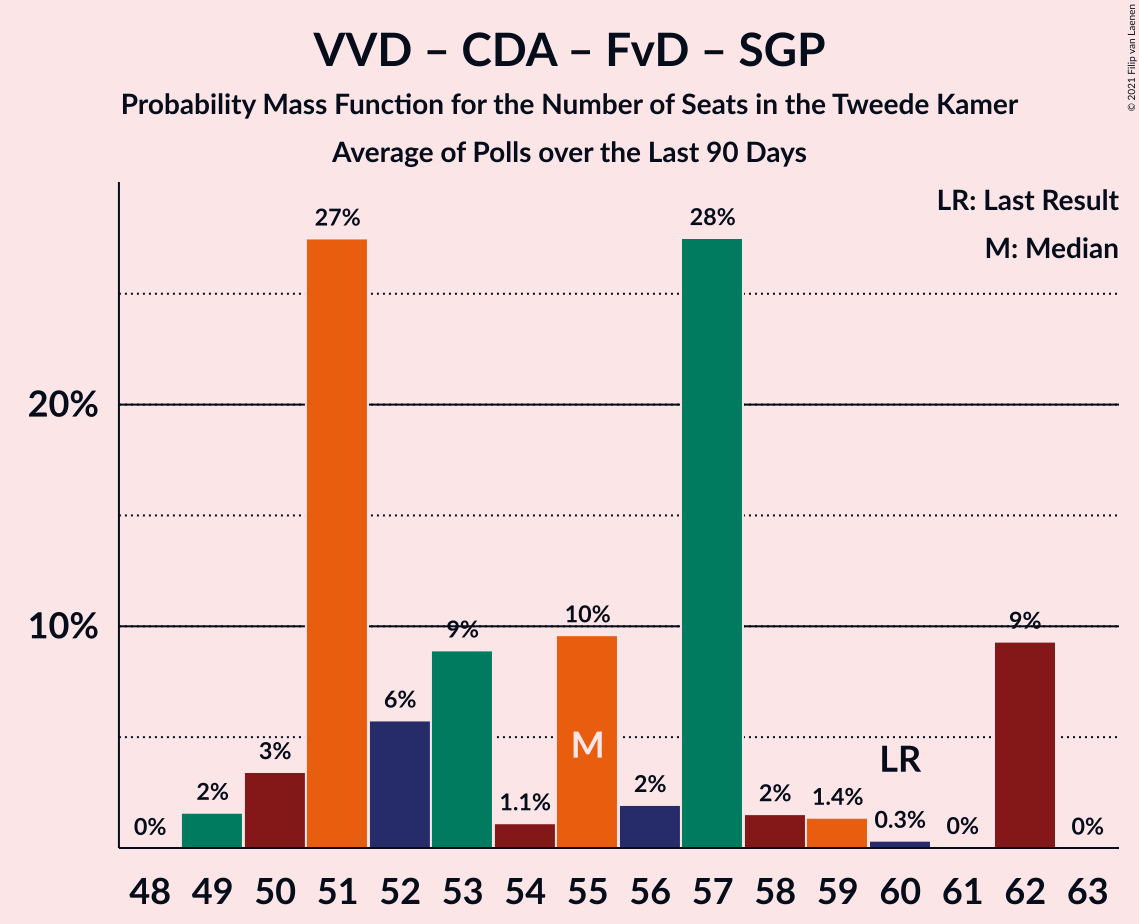 VVD – CDA – FvD – SGP
Probability Mass Function for the Number of Seats in the Tweede Kamer
Average of Polls over the Last 90 Days
© 2021 Filip van Laenen
LR: Last Result
M: Median
20%
10%
0%
2%
3%
27%
6%
9%
1.1%
10%
2%
28%
2%
1.4%
0.3%
0%
9%
0%
M
LR
48 49 50 51 52 53 54 55 56 57 58 59 60 61 62 63